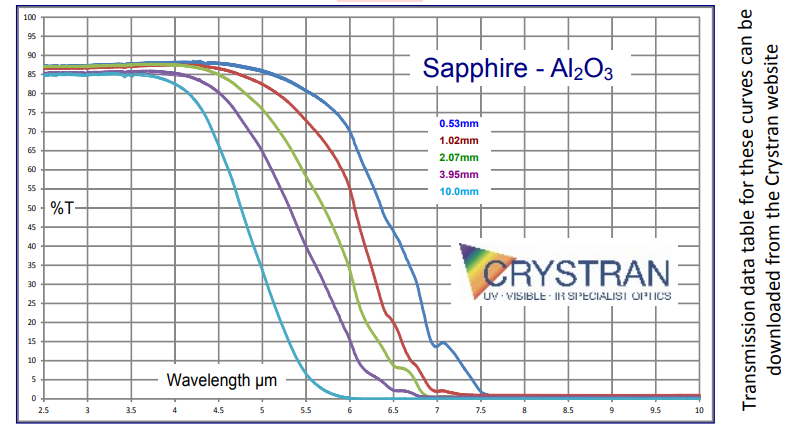 100
95
90
85
80
75
70
65
60
55
50
45
40
35
30
25
20
15
10
5
0
%T
Sapphire - Al₂O₃
0.53mm
1.02mm
2.07mm
3.95mm
10.0mm
CRYSTRAN
UV · VISIBLE · IR SPECIALIST OPTICS
Wavelength µm
2.5 3 3.5 4 4.5 5 5.5 6 6.5 7 7.5 8 8.5 9 9.5 10
Transmission data table for these curves can be
downloaded from the Crystran website